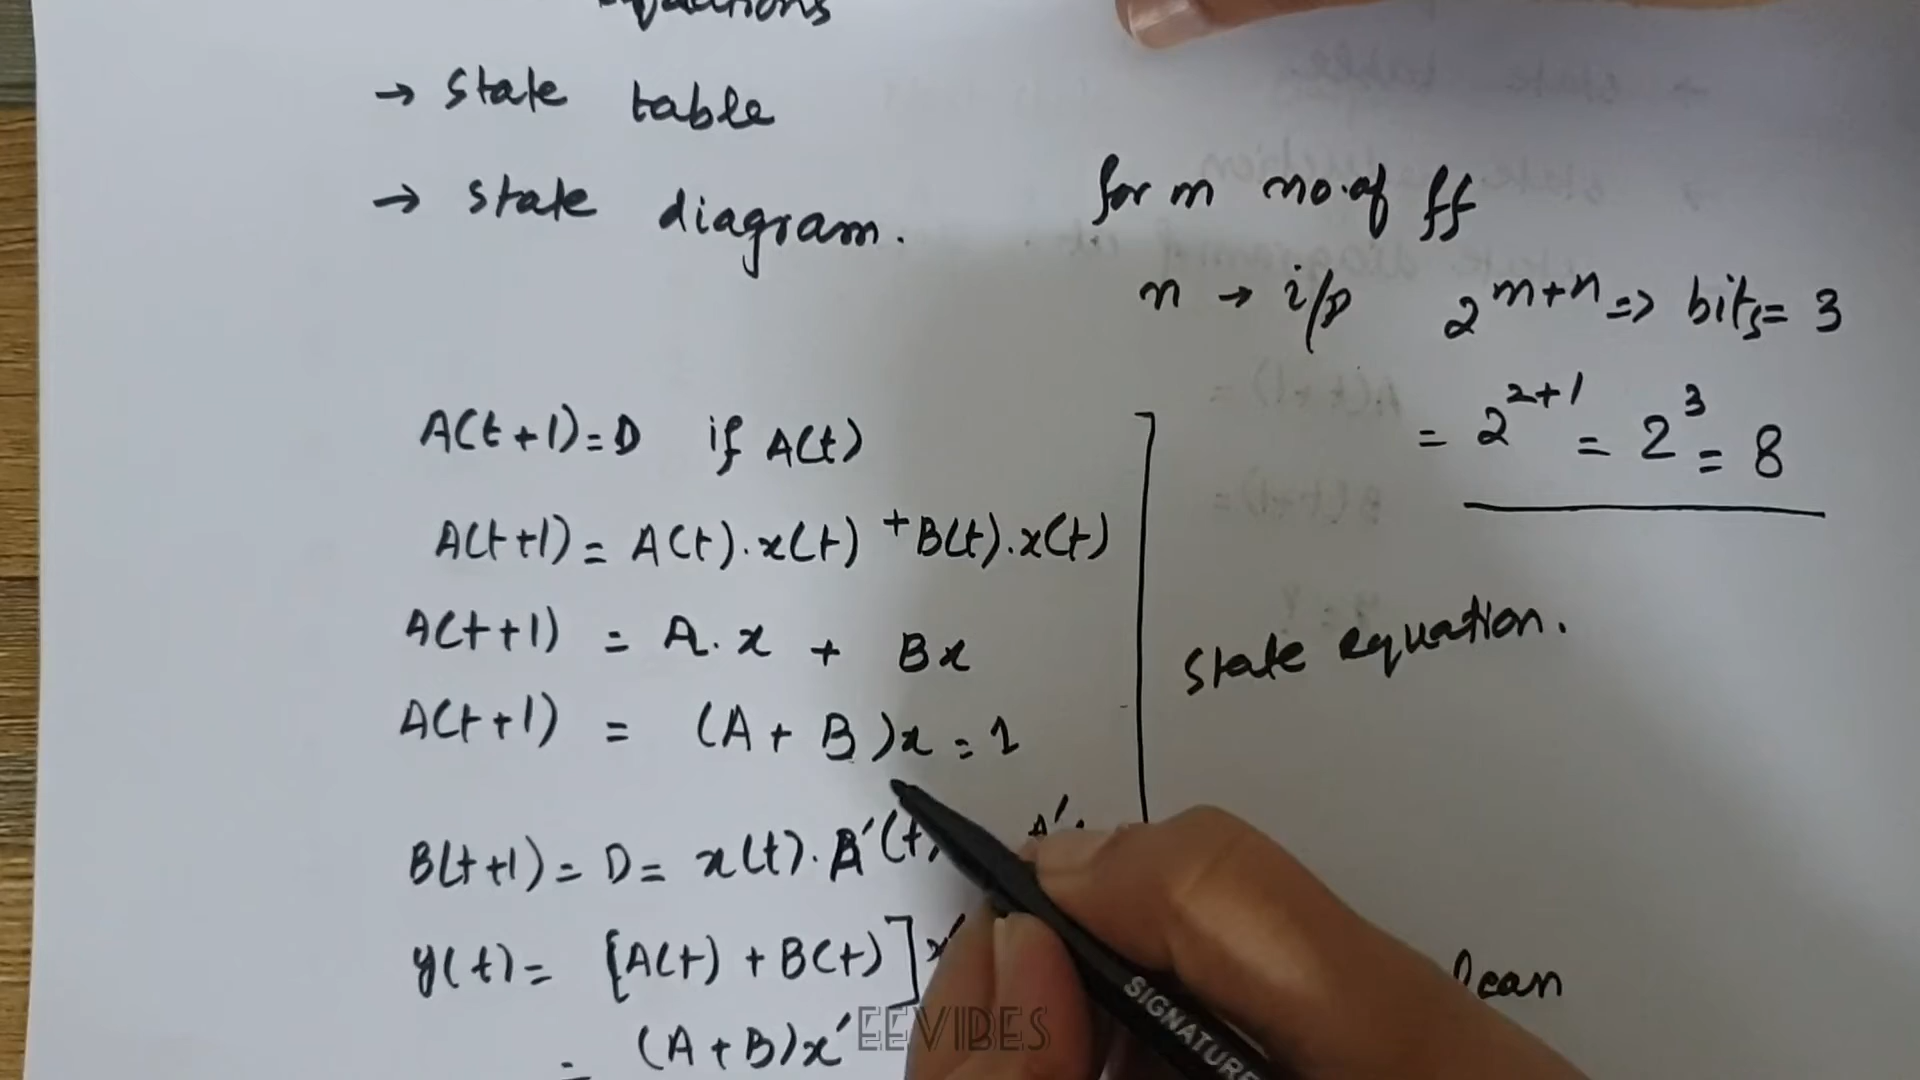 equations
→ state table
→ state diagram.
for m no. of ff
n → i/p 2^{m+n} => bits = 3
= 2^{2+1} = 2^3 = 8
A(t+1) = D if A(t)
A(t+1) = A(t).x(t) + B(t).x(t)
A(t+1) = A.x + Bx
A(t+1) = (A + B)x = 1
state equation.
B(t+1) = D = x(t).A'(t) A'.
y(t) = [A(t) + B(t)]x'
= (A + B)x'
EEVIBES
SIGNATURE